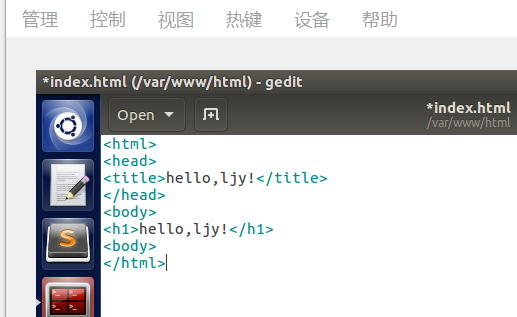 管理 控制 视图 热键 设备 帮助
*index.html (/var/www/html) - gedit
Open *index.html
/var/www/html
<html>
<head>
<title>hello,ljy!</title>
</head>
<body>
<h1>hello,ljy!</h1>
<body>
</html>